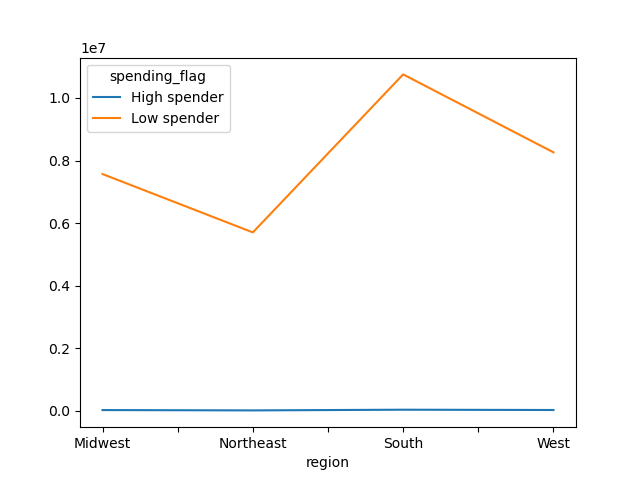 1e7
spending_flag
High spender
Low spender
1.0
0.8
0.6
0.4
0.2
0.0
Midwest Northeast South West
region